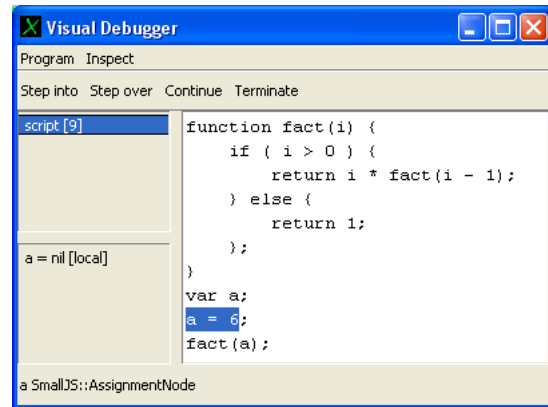 Visual Debugger
Program Inspect
Step into Step over Continue Terminate
script [9]
a = nil [local]
function fact(i) {
    if ( i > 0 ) {
        return i * fact(i - 1);
    } else {
        return 1;
    };
}
var a;
a = 6;
fact(a);
a SmallJS::AssignmentNode